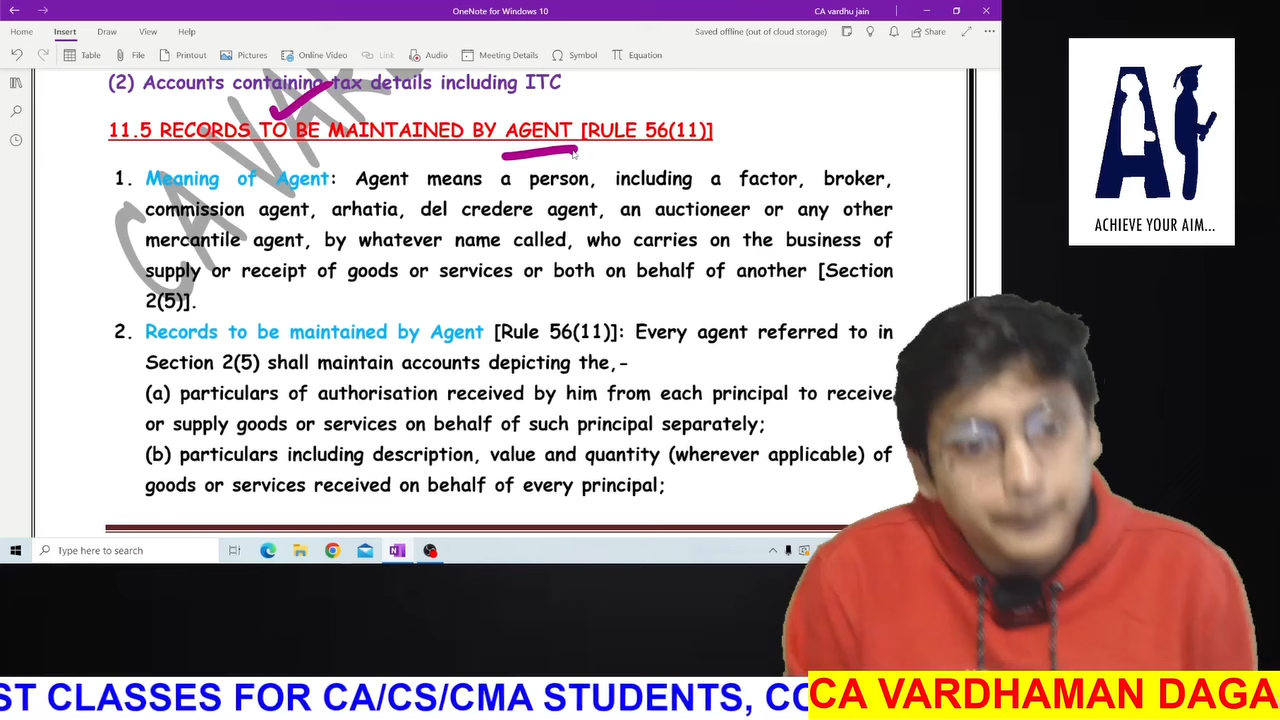 OneNote for Windows 10
CA vardhu jain
Home Insert Draw View Help
Saved offline (out of cloud storage)
Share
Table File Printout Pictures Online Video Link Audio Meeting Details Symbol Equation
(2) Accounts containing tax details including ITC
11.5 RECORDS TO BE MAINTAINED BY AGENT [RULE 56(11)]
1. Meaning of Agent: Agent means a person, including a factor, broker,
commission agent, arhatia, del credere agent, an auctioneer or any other
mercantile agent, by whatever name called, who carries on the business of
supply or receipt of goods or services or both on behalf of another [Section
2(5)].
2. Records to be maintained by Agent [Rule 56(11)]: Every agent referred to in
Section 2(5) shall maintain accounts depicting the,-
(a) particulars of authorisation received by him from each principal to receive
or supply goods or services on behalf of such principal separately;
(b) particulars including description, value and quantity (wherever applicable) of
goods or services received on behalf of every principal;
CA VAR
AI
ACHIEVE YOUR AIM...
Type here to search
ST CLASSES FOR CA/CS/CMA STUDENTS, CO
CA VARDHAMAN DAGA